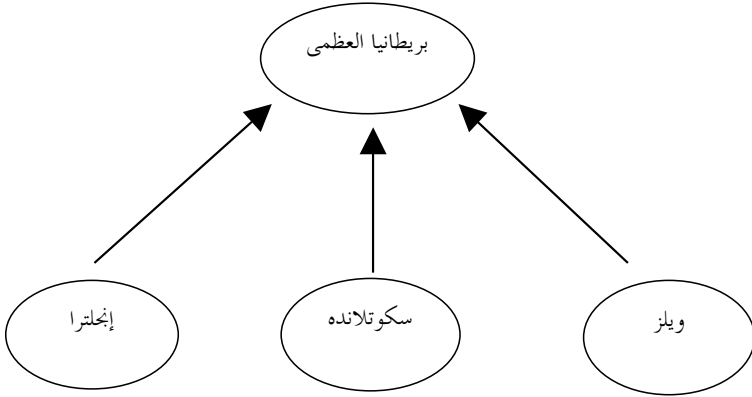 بريطانيا العظمى
ويلز
سكوتلانده
إنجلترا